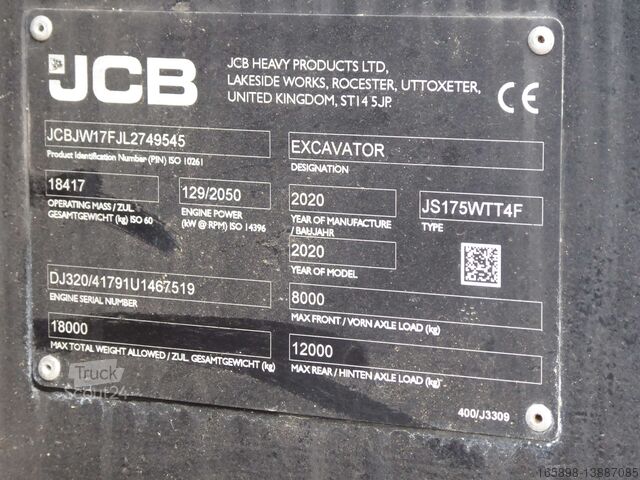 JCB
JCB HEAVY PRODUCTS LTD,
LAKESIDE WORKS, ROCESTER, UTTOXETER,
UNITED KINGDOM, ST14 5JP.
CE
JCBJW17FJL2749545
Product Identification Number (PIN) ISO 10261
EXCAVATOR
DESIGNATION
18417
OPERATING MASS / ZUL.
GESAMTGEWICHT (kg) ISO 60
129/2050
ENGINE POWER
(kW @ RPM) ISO 14396
2020
YEAR OF MANUFACTURE
/ BAUJAHR
JS175WTT4F
TYPE
2020
YEAR OF MODEL
DJ320/41791U1467519
ENGINE SERIAL NUMBER
8000
MAX FRONT / VORN AXLE LOAD (kg)
18000
MAX TOTAL WEIGHT ALLOWED / ZUL. GESAMTGEWICHT (kg)
12000
MAX REAR / HINTEN AXLE LOAD (kg)
400/J3309
Truck
Scout24
165398-13887085